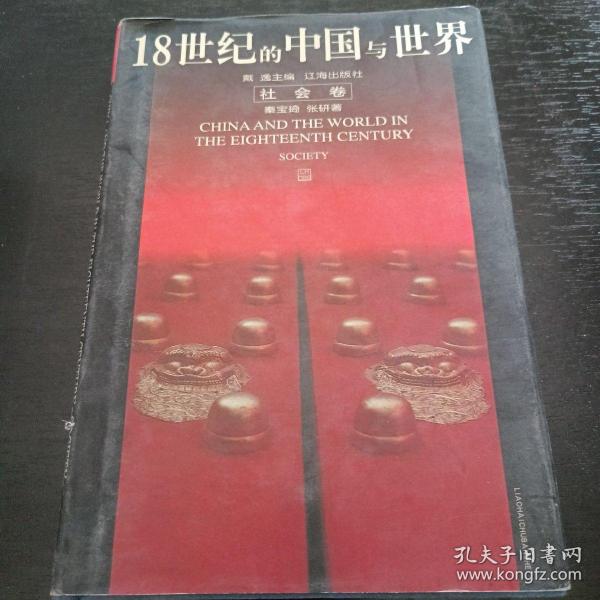 18世纪的中国与世界
戴逸主编 辽海出版社
社会卷
秦宝琦 张研著
CHINA AND THE WORLD IN
THE EIGHTEENTH CENTURY
SOCIETY
孔夫子旧书网
www.kongfz.com